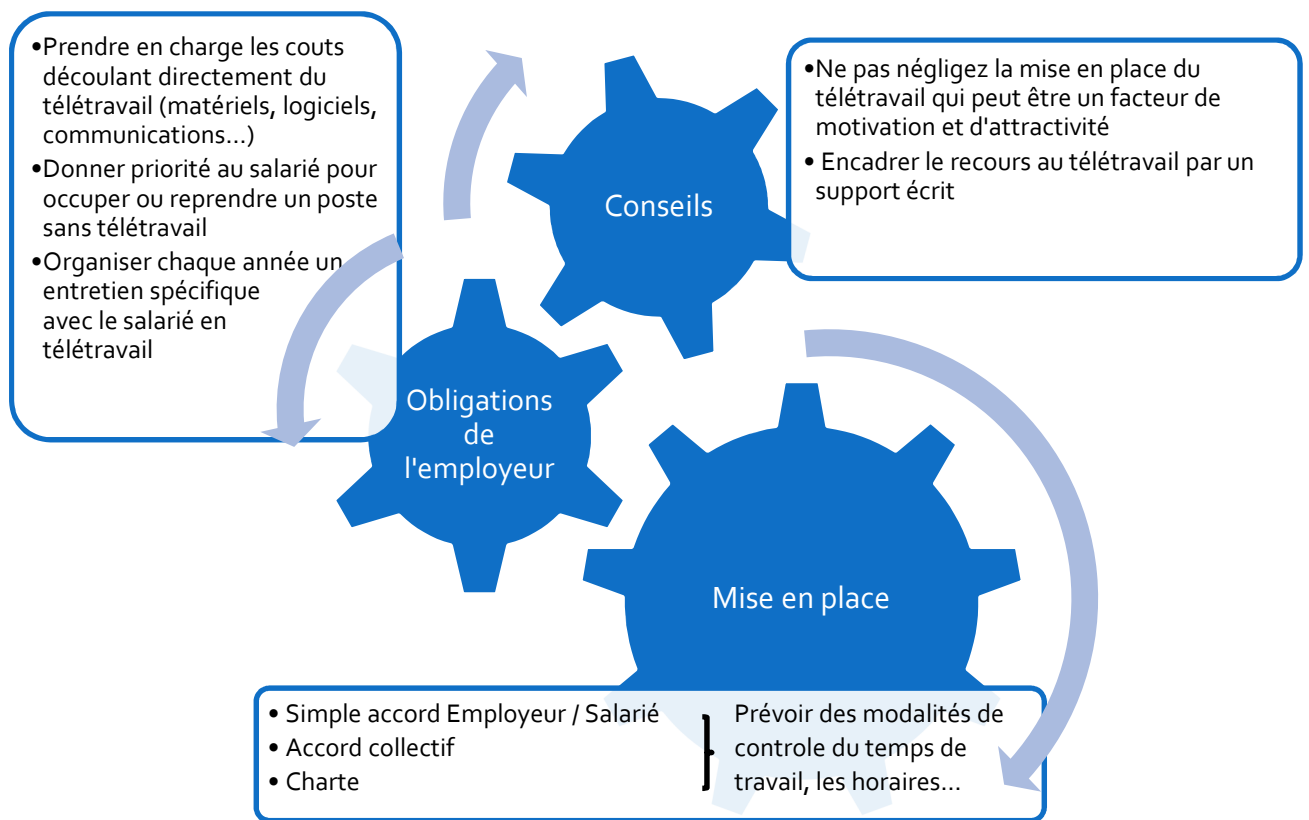 •Prendre en charge les couts
découlant directement du
télétravail (matériels, logiciels,
communications...)
•Donner priorité au salarié pour
occuper ou reprendre un poste
sans télétravail
•Organiser chaque année un
entretien spécifique
avec le salarié en
télétravail
•Ne pas négligez la mise en place du
télétravail qui peut être un facteur de
motivation et d'attractivité
• Encadrer le recours au télétravail par un
support écrit
Conseils
Obligations
de
l'employeur
Mise en place
• Simple accord Employeur / Salarié
• Accord collectif
• Charte
Prévoir des modalités de
controle du temps de
travail, les horaires...